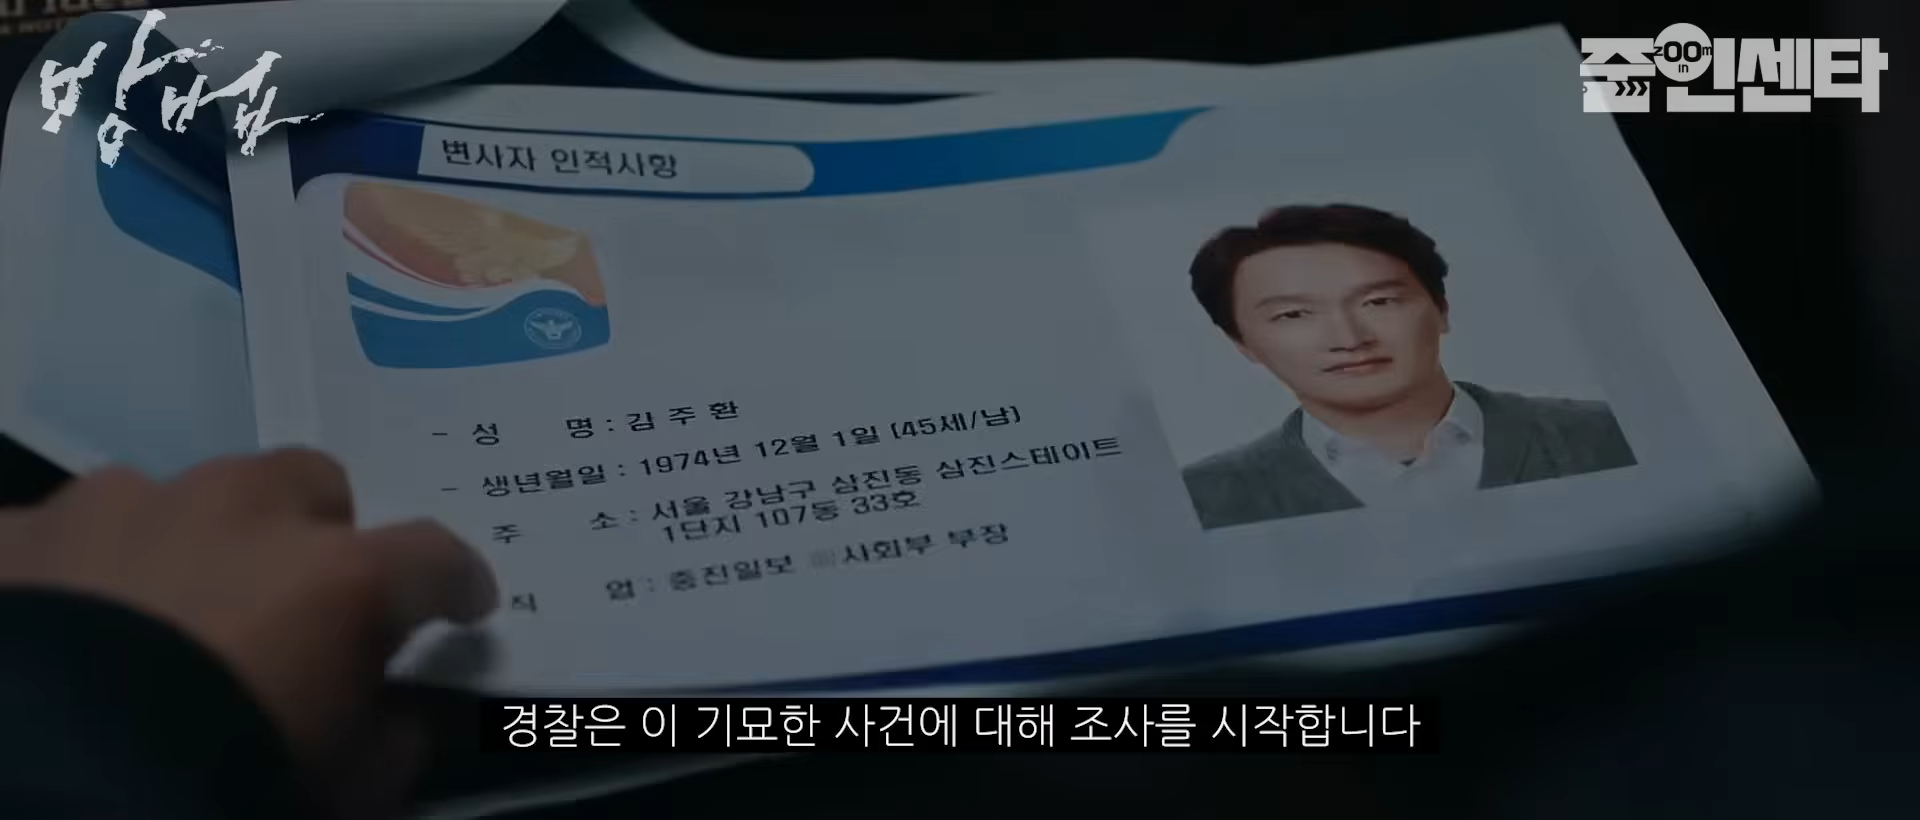 방법
zoom in
줌인센타
변사자 인적사항
- 성 명 : 김 주 환
- 생년월일 : 1974년 12월 1일 (45세/남)
주 소 : 서울 강남구 삼진동 삼진스테이트
1단지 107동 33호
직 업 : 중진일보 사회부 부장
경찰은 이 기묘한 사건에 대해 조사를 시작합니다